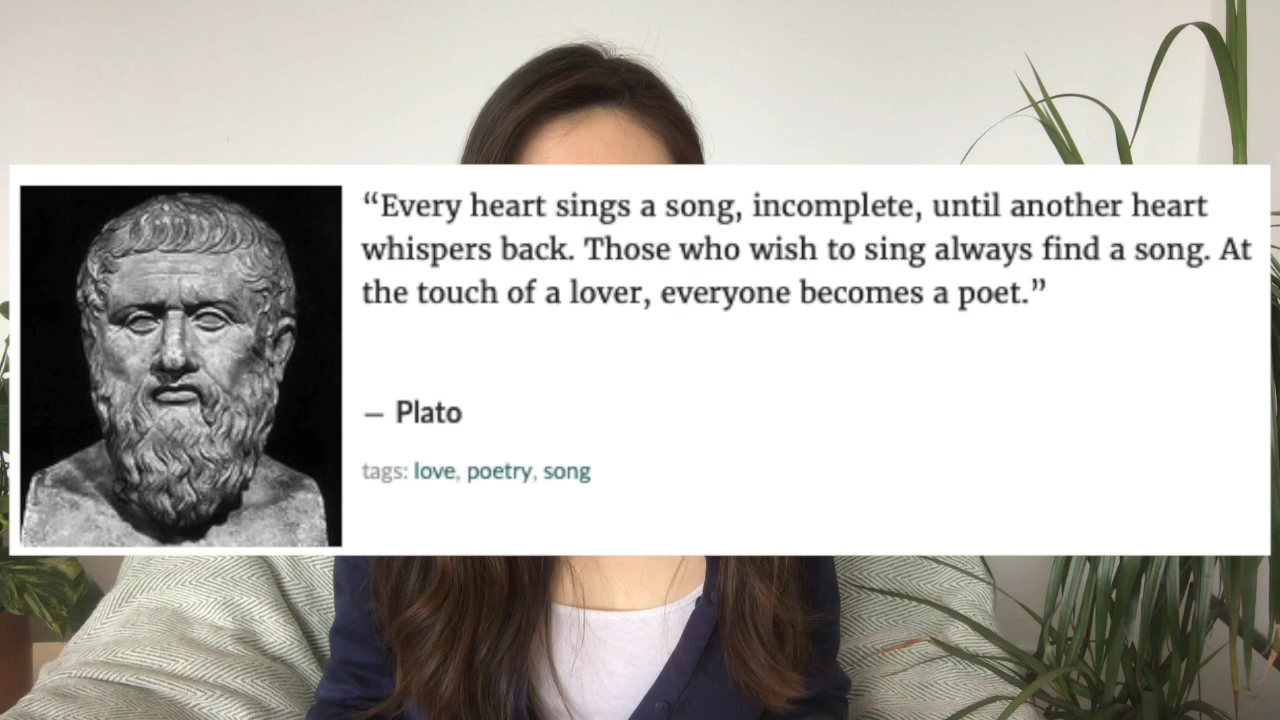 “Every heart sings a song, incomplete, until another heart
whispers back. Those who wish to sing always find a song. At
the touch of a lover, everyone becomes a poet.”
— Plato
tags: love, poetry, song